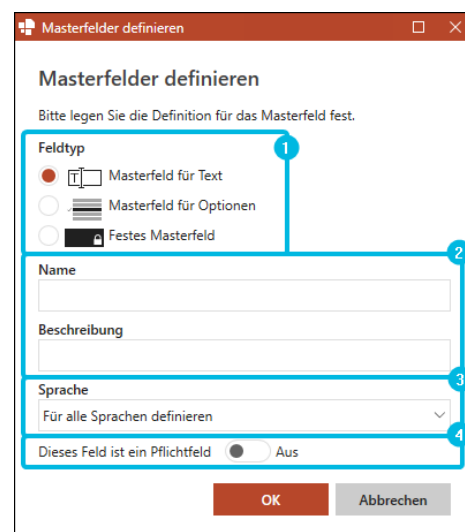 Masterfelder definieren
Masterfelder definieren
Bitte legen Sie die Definition für das Masterfeld fest.
1
Feldtyp
T Masterfeld für Text
Masterfeld für Optionen
Festes Masterfeld
2
Name
Beschreibung
3
Sprache
Für alle Sprachen definieren
4
Dieses Feld ist ein Pflichtfeld Aus
OK Abbrechen